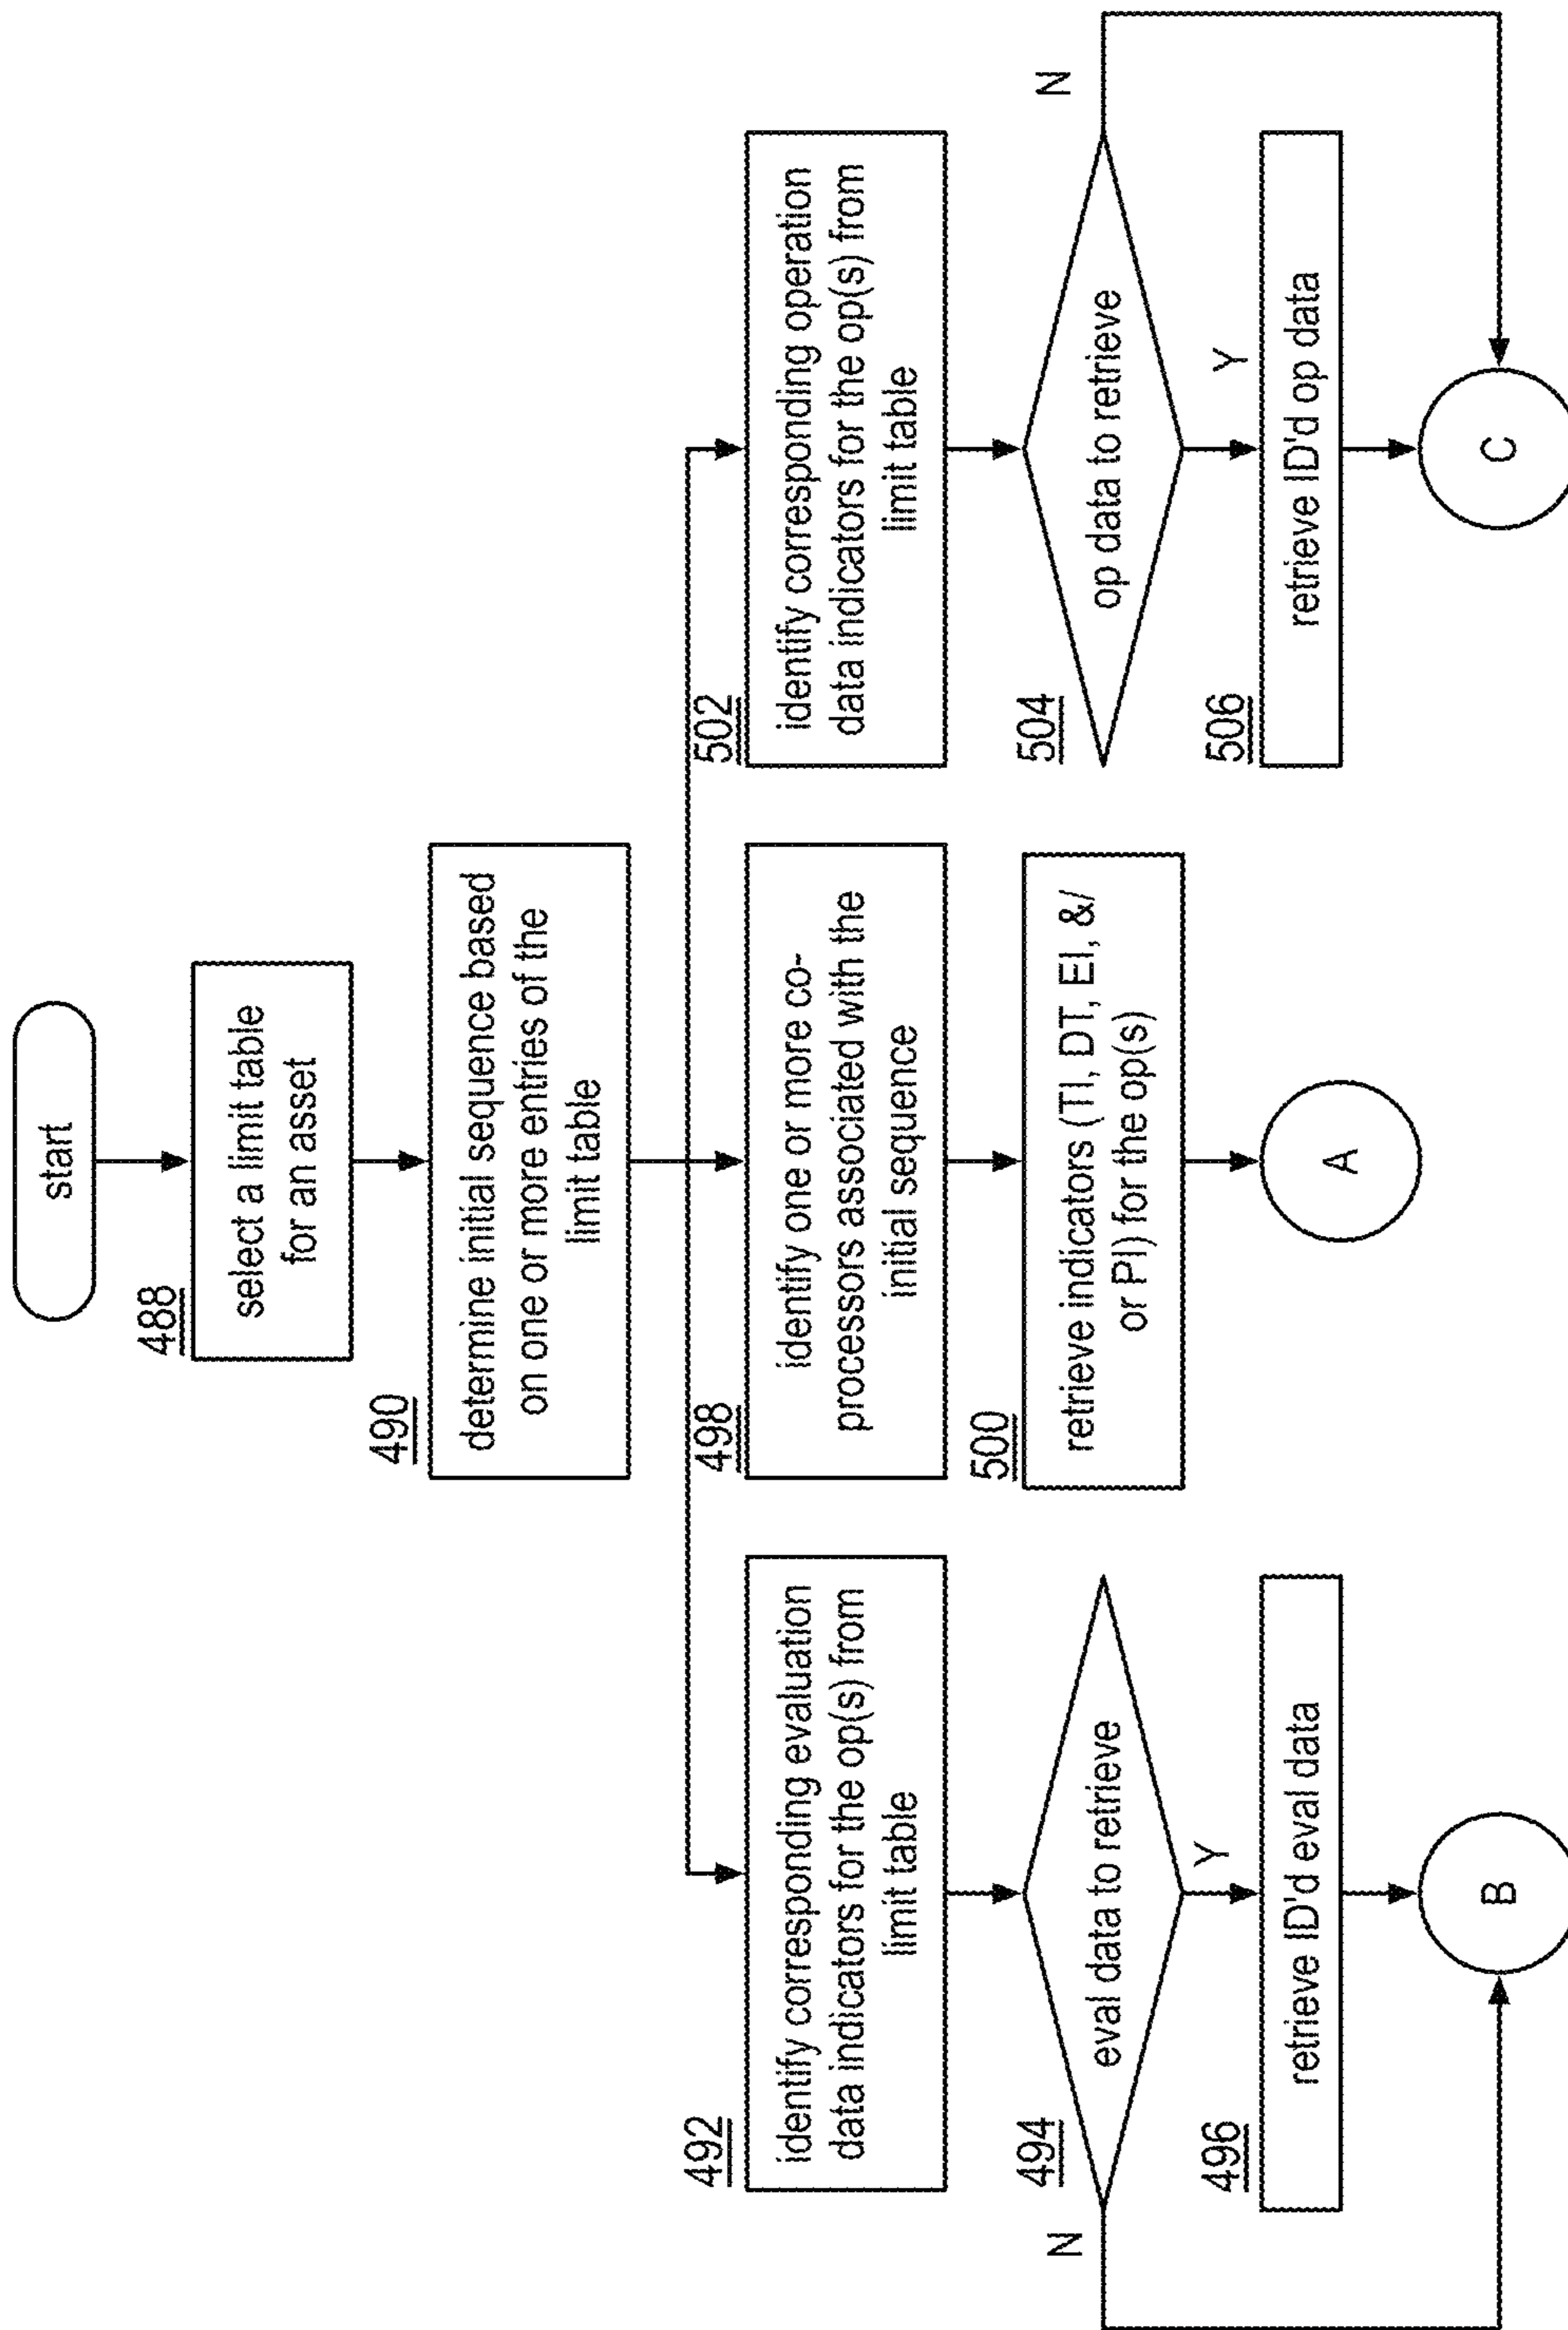 start
488
select a limit table
for an asset
490
determine initial sequence based
on one or more entries of the
limit table
492
identify corresponding evaluation
data indicators for the op(s) from
limit table
494
eval data to retrieve
N
Y
496
retrieve ID'd eval data
B
498
identify one or more co-
processors associated with the
initial sequence
500
retrieve indicators (TI, DT, EI, &/
or PI) for the op(s)
A
502
identify corresponding operation
data indicators for the op(s) from
limit table
504
op data to retrieve
N
Y
506
retrieve ID'd op data
C